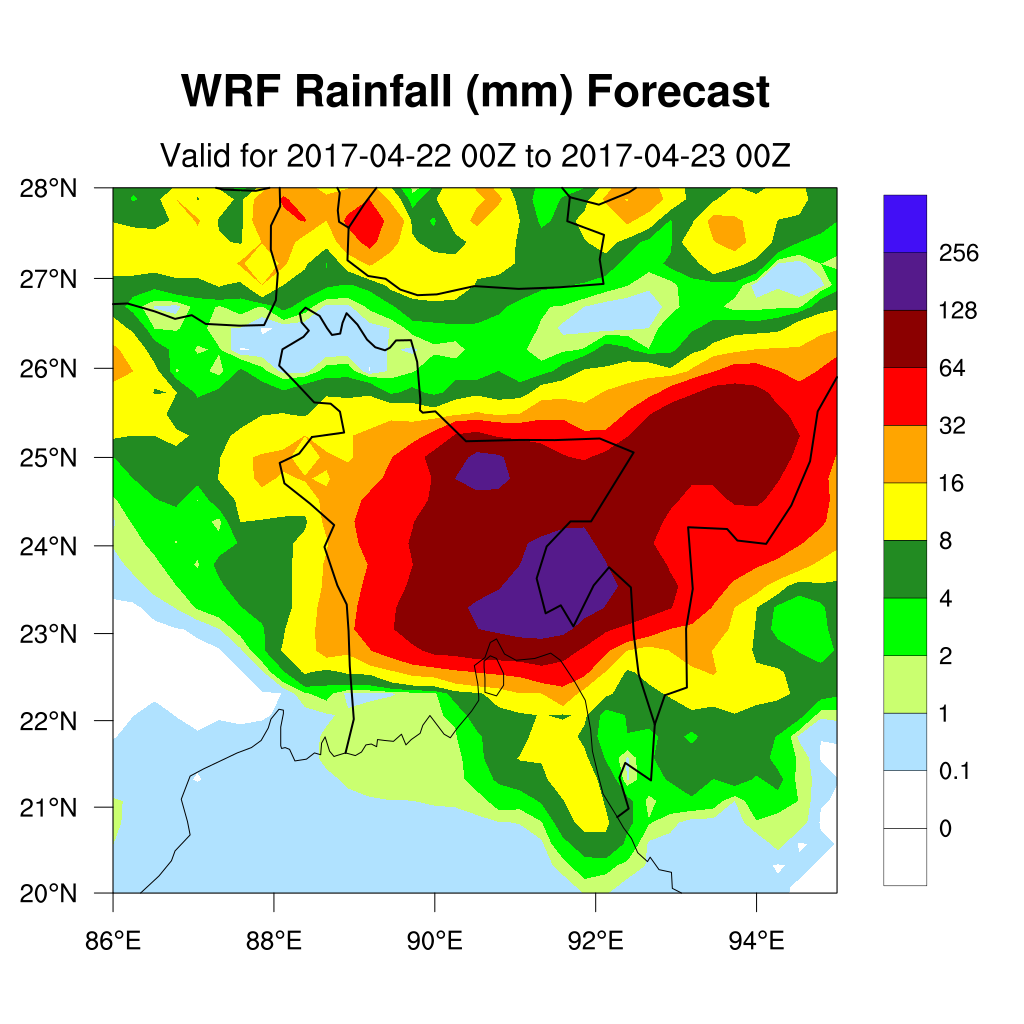 WRF Rainfall (mm) Forecast
Valid for 2017-04-22 00Z to 2017-04-23 00Z
28°N
27°N
26°N
25°N
24°N
23°N
22°N
21°N
20°N
86°E
88°E
90°E
92°E
94°E
256
128
64
32
16
8
4
2
1
0.1
0